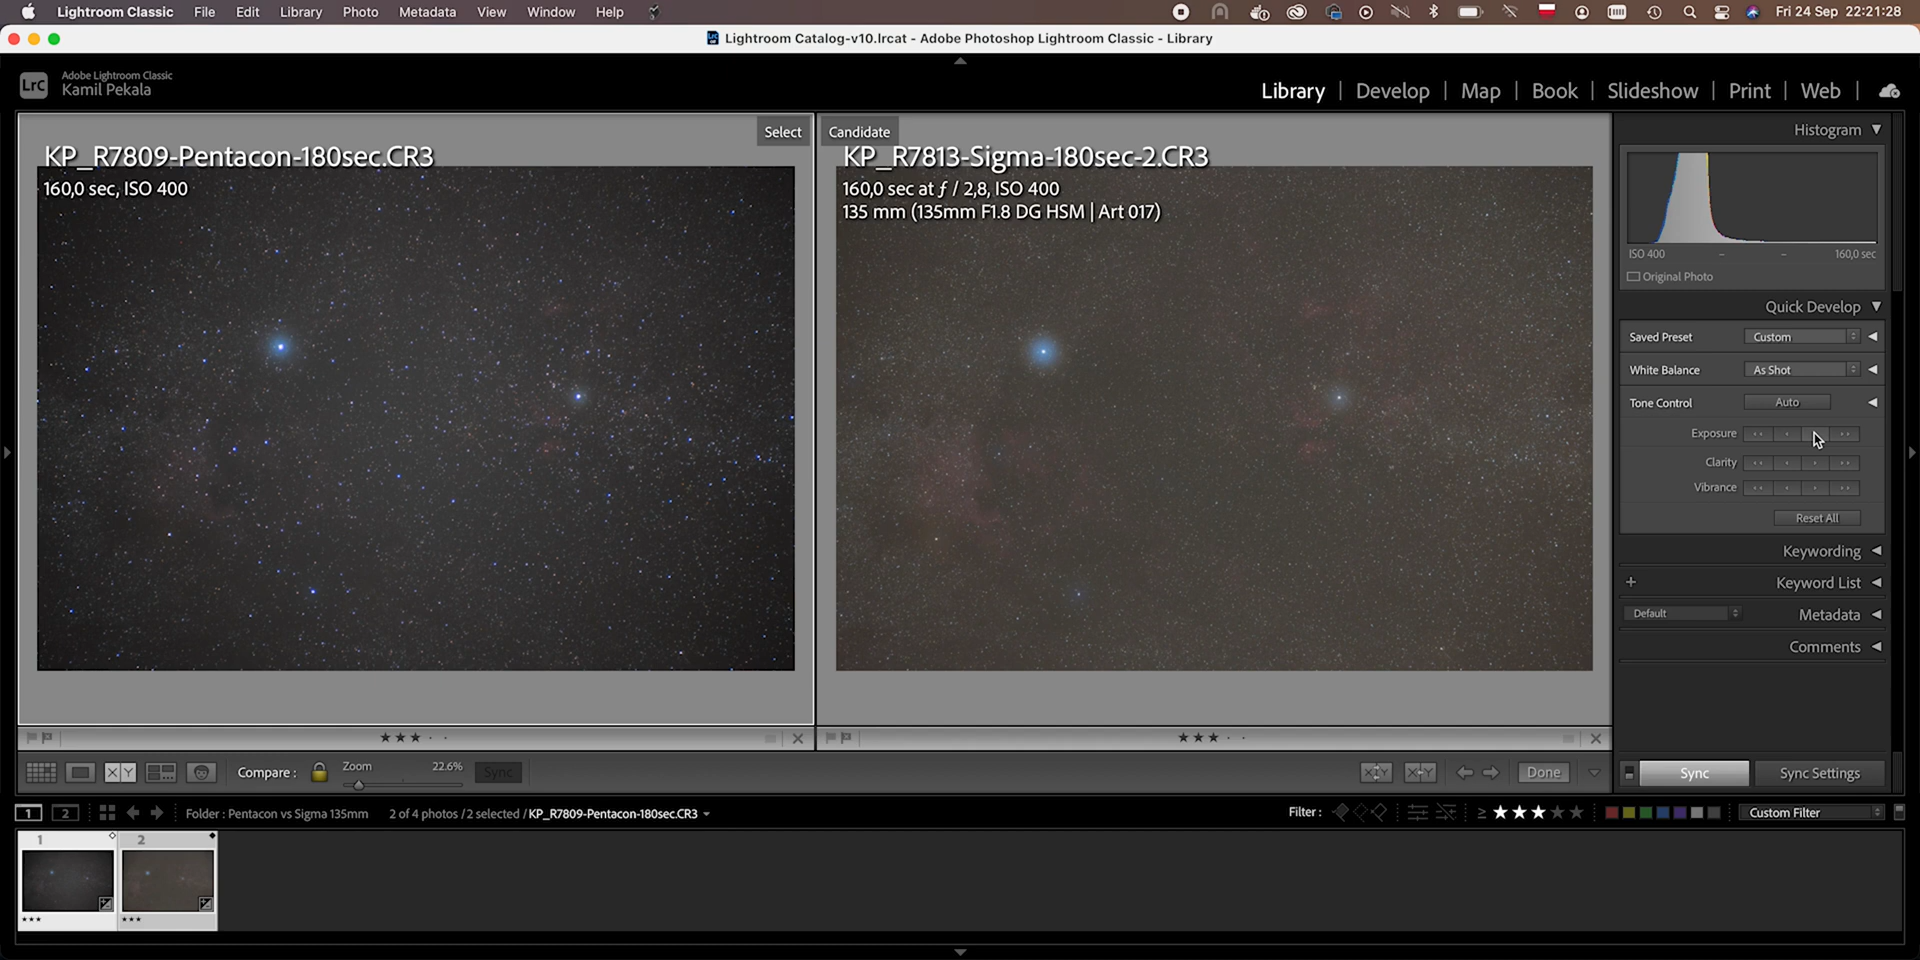 Lightroom Classic File Edit Library Photo Metadata View Window Help Fri 24 Sep 22:21:28
Lightroom Catalog-v10.lrcat - Adobe Photoshop Lightroom Classic - Library
LrC Adobe Lightroom Classic
Kamil Pekala
Library | Develop | Map | Book | Slideshow | Print | Web |
Select
KP_R7809-Pentacon-180sec.CR3
160,0 sec, ISO 400
Candidate
KP_R7813-Sigma-180sec-2.CR3
160,0 sec at ƒ / 2,8, ISO 400
135 mm (135mm F1.8 DG HSM | Art 017)
Histogram
ISO 400 – – 160,0 sec
Original Photo
Quick Develop
Saved Preset Custom
White Balance As Shot
Tone Control Auto
Exposure
Clarity
Vibrance
Reset All
Keywording
+ Keyword List
Default Metadata
Comments
X Y Compare : Zoom 22.6% Sync
X Y X Y Done
Sync Sync Settings
1 2 Folder : Pentacon vs Sigma 135mm 2 of 4 photos / 2 selected / KP_R7809-Pentacon-180sec.CR3
Filter : ≥ ★★★★★ Custom Filter
1 2